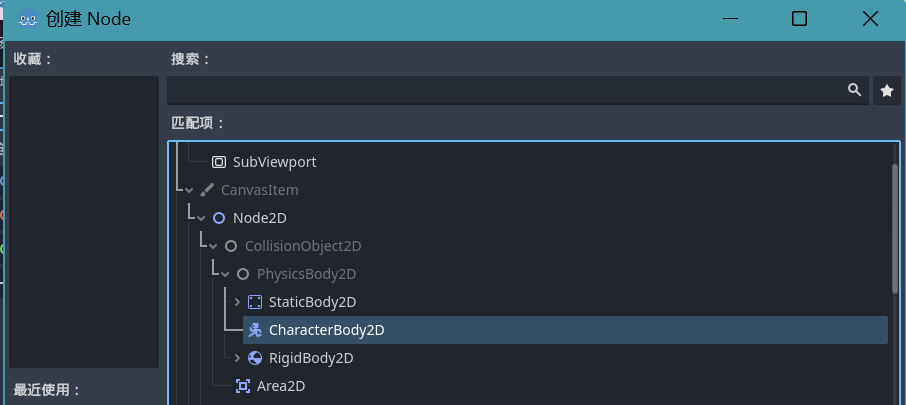 创建 Node
收藏：
搜索：
匹配项：
SubViewport
CanvasItem
Node2D
CollisionObject2D
PhysicsBody2D
StaticBody2D
CharacterBody2D
RigidBody2D
Area2D
最近使用：